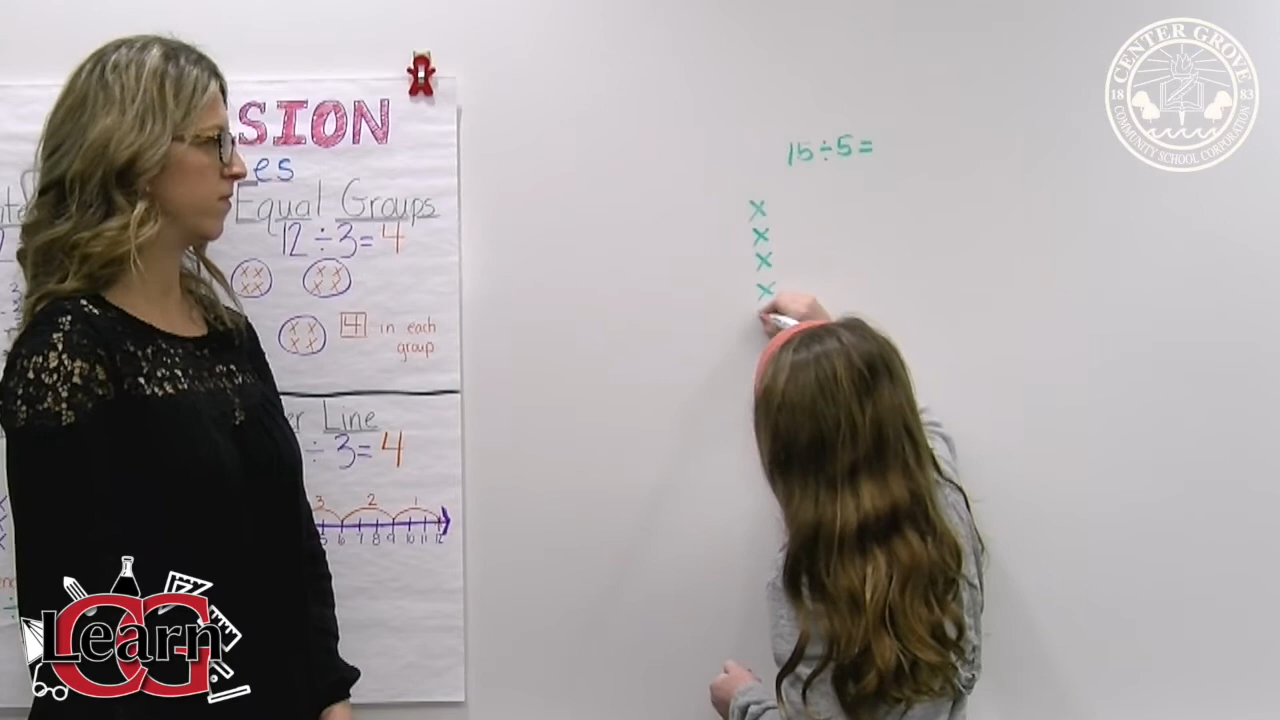 SION
es
Equal Groups
12÷3=4
x x x x
x x x x
x x
x x
4 in each
group
er Line
÷ 3=4
3 2 1
5 6 7 8 9 10 11 12
15÷5=
x
x
x
x
CENTER GROVE
18 83
COMMUNITY SCHOOL CORPORATION
CG
Learn